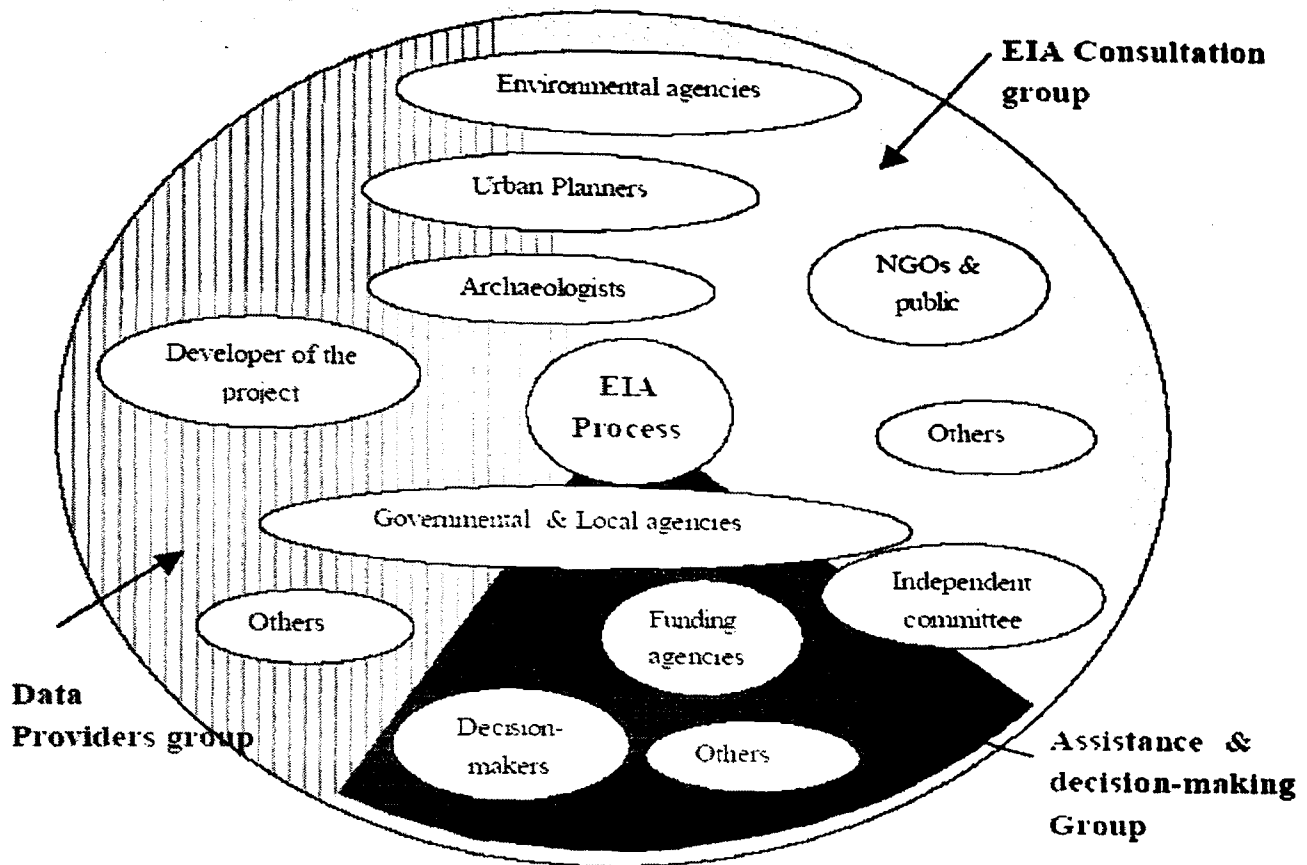 EIA Consultation
group
Environmental agencies
Urban Planners
NGOs &
public
Archaeologists
Developer of the
project
EIA
Process
Others
Governmental & Local agencies
Independent
committee
Others
Funding
agencies
Data
Providers group
Decision-
makers
Others
Assistance &
decision-making
Group